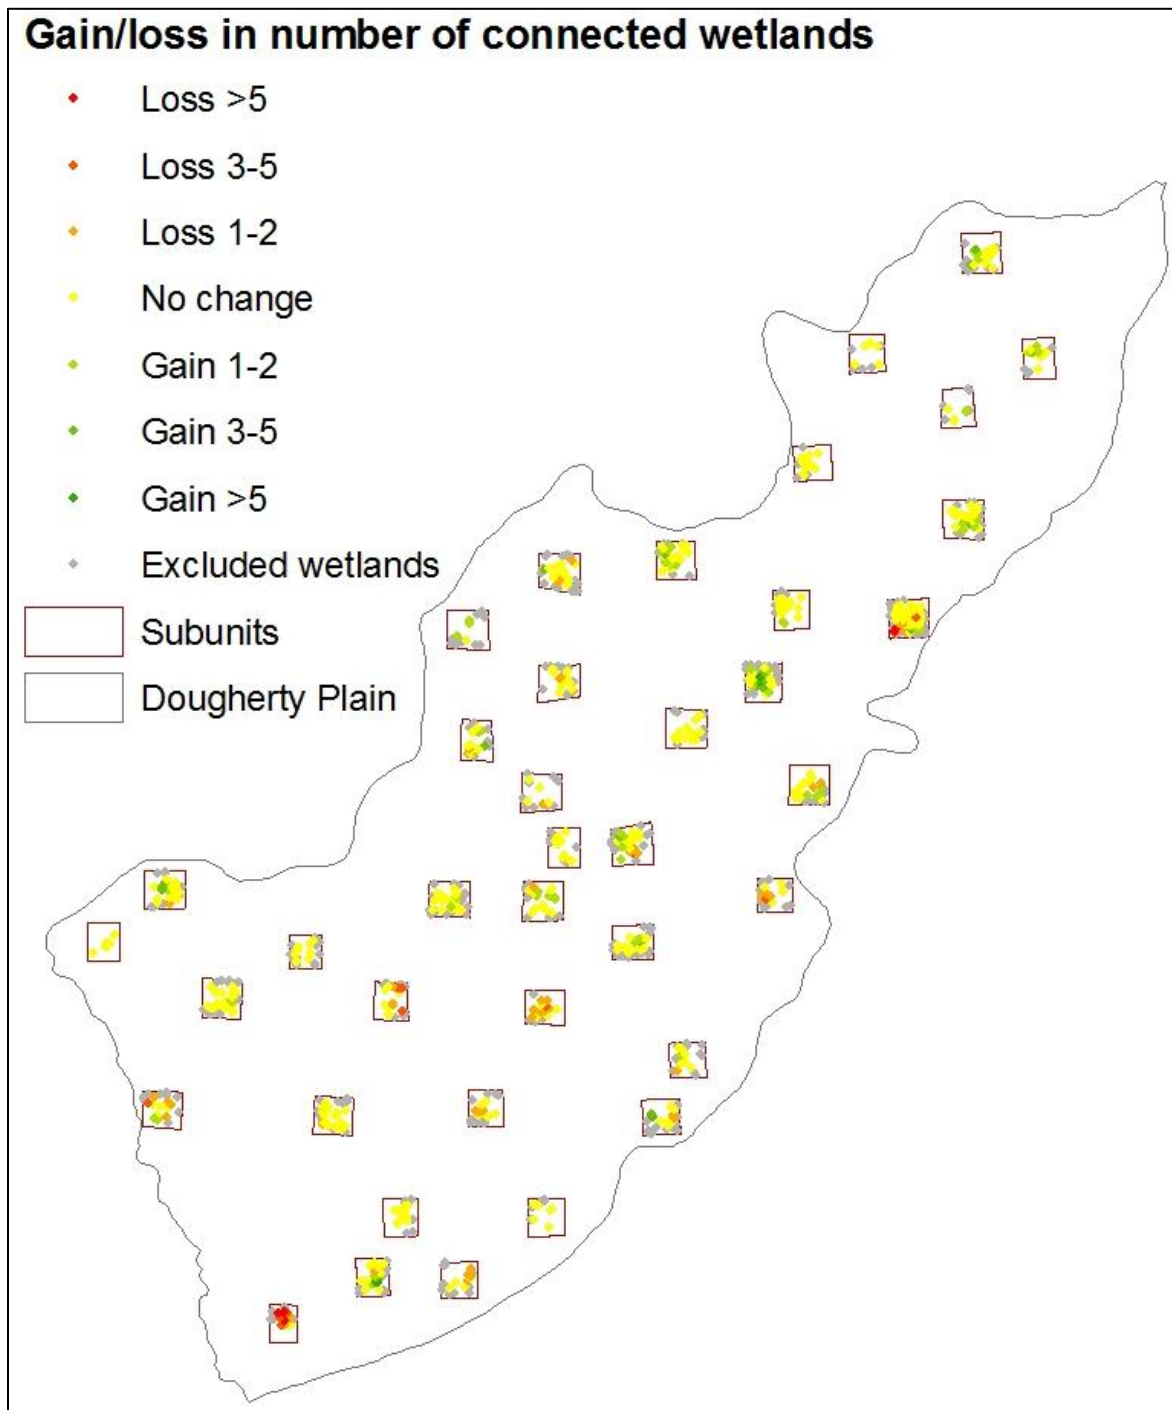 Gain/loss in number of connected wetlands
Loss >5
Loss 3-5
Loss 1-2
No change
Gain 1-2
Gain 3-5
Gain >5
Excluded wetlands
Subunits
Dougherty Plain